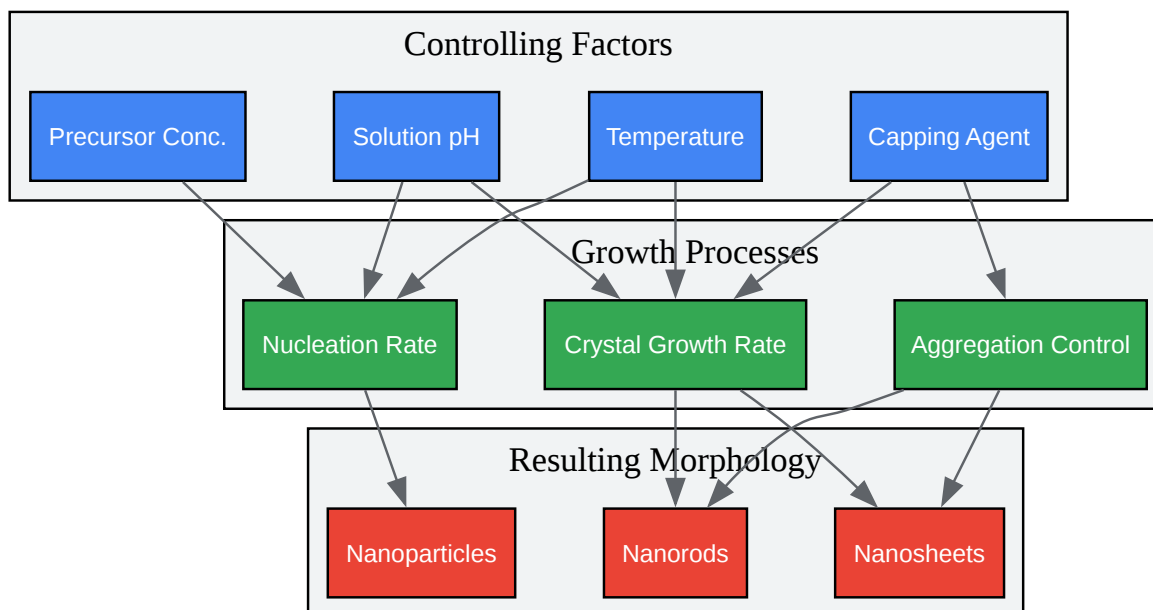 Controlling Factors
Precursor Conc.
Solution pH
Temperature
Capping Agent
Growth Processes
Nucleation Rate
Crystal Growth Rate
Aggregation Control
Resulting Morphology
Nanoparticles
Nanorods
Nanosheets